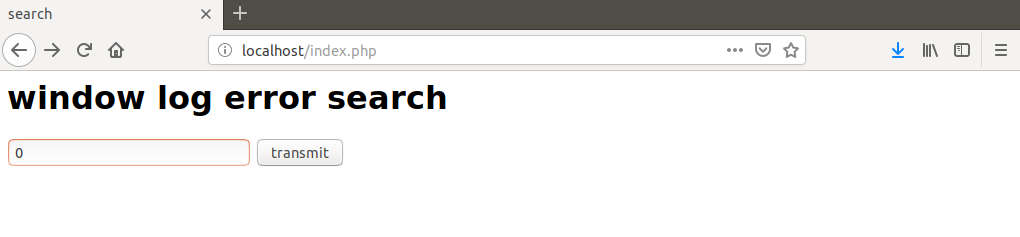 search
localhost/index.php
window log error search
0
transmit